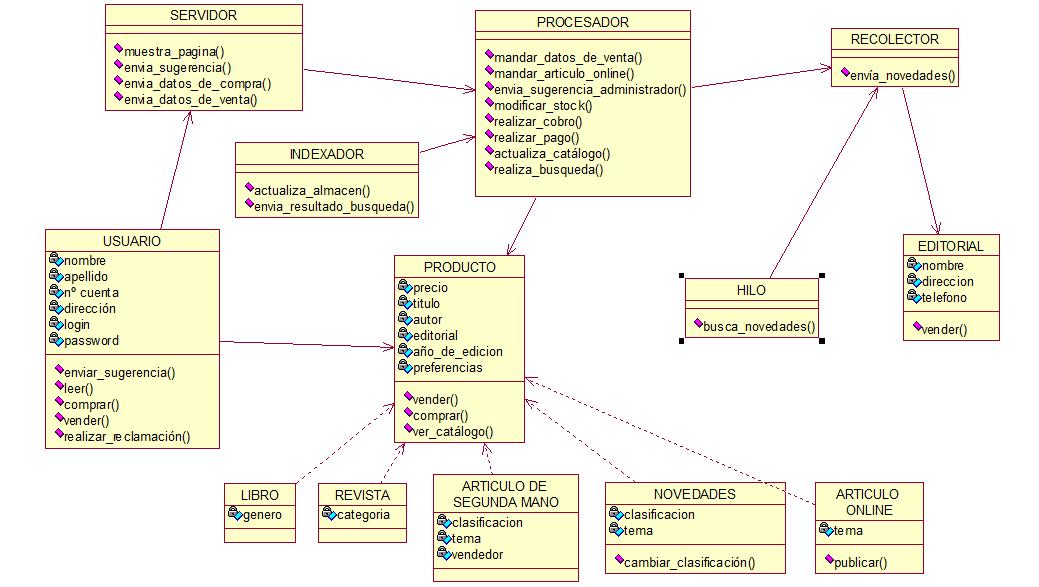 SERVIDOR
muestra_pagina()
envia_sugerencia()
envia_datos_de_compra()
envia_datos_de_venta()
PROCESADOR
mandar_datos_de_venta()
mandar_articulo_online()
envia_sugerencia_administrador()
modificar_stock()
realizar_cobro()
realizar_pago()
actualiza_catálogo()
realiza_busqueda()
RECOLECTOR
envía_novedades()
INDEXADOR
actualiza_almacen()
envia_resultado_busqueda()
USUARIO
nombre
apellido
nº cuenta
dirección
login
password
enviar_sugerencia()
leer()
comprar()
vender()
realizar_reclamación()
PRODUCTO
precio
titulo
autor
editorial
año_de_edicion
preferencias
vender()
comprar()
ver_catálogo()
HILO
busca_novedades()
EDITORIAL
nombre
direccion
telefono
vender()
LIBRO
genero
REVISTA
categoria
ARTICULO DE
SEGUNDA MANO
clasificacion
tema
vendedor
NOVEDADES
clasificacion
tema
cambiar_clasificación()
ARTICULO
ONLINE
tema
publicar()